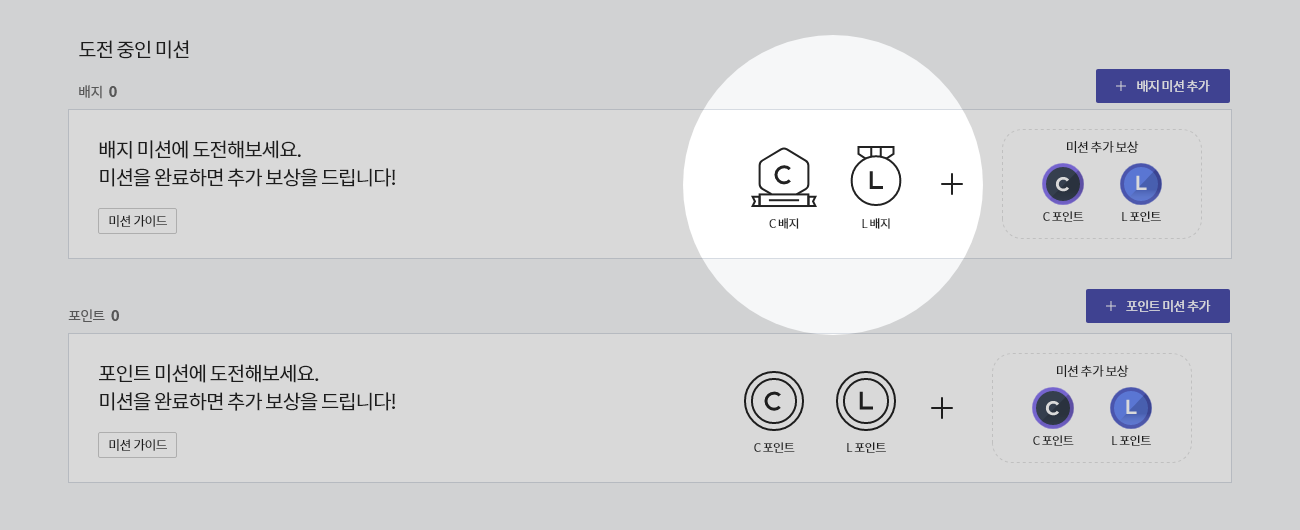 도전 중인 미션
배지 0
+ 배지 미션 추가
배지 미션에 도전해보세요.
미션을 완료하면 추가 보상을 드립니다!
미션 가이드
C
C 배지
L
L 배지
+
미션 추가 보상
C
C 포인트
L
L 포인트
포인트 0
+ 포인트 미션 추가
포인트 미션에 도전해보세요.
미션을 완료하면 추가 보상을 드립니다!
미션 가이드
C
C 포인트
L
L 포인트
+
미션 추가 보상
C
C 포인트
L
L 포인트